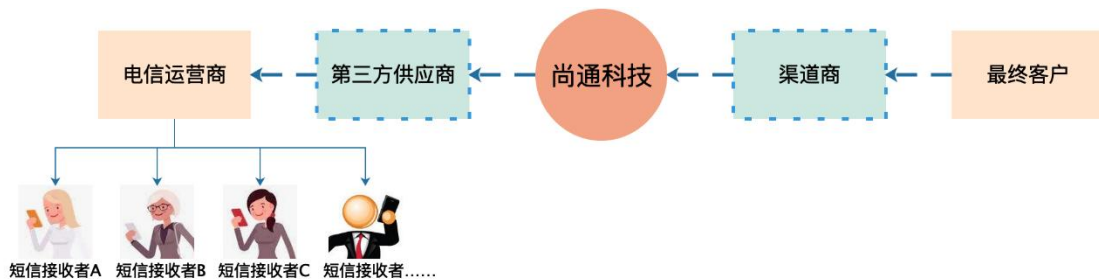 电信运营商
第三方供应商
尚通科技
渠道商
最终客户
短信接收者A
短信接收者B
短信接收者C
短信接收者……